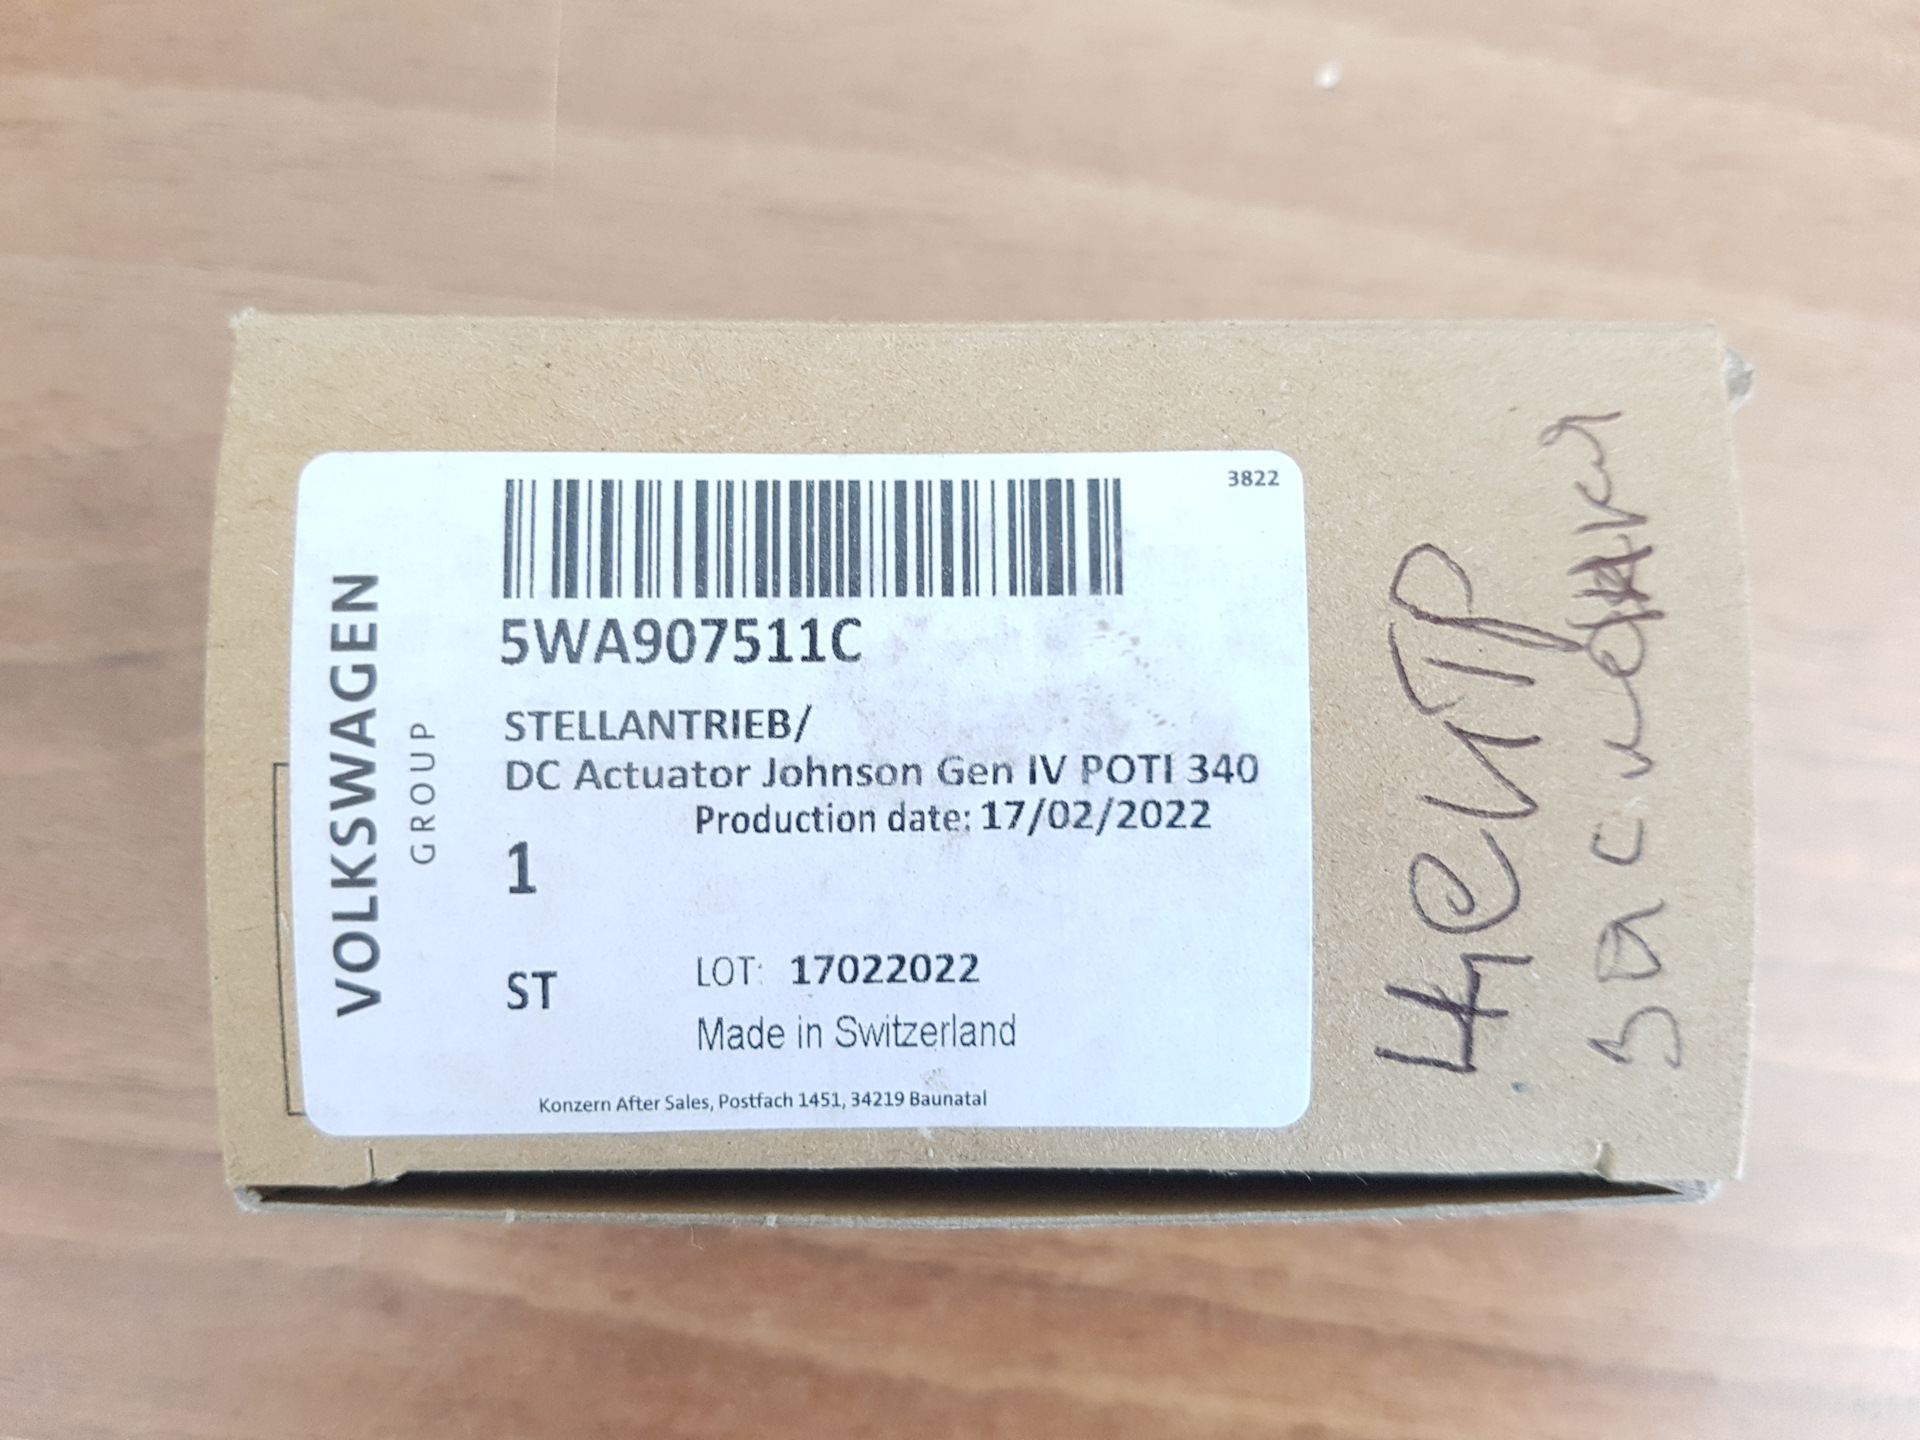 3822
VOLKSWAGEN
GROUP
5WA907511C
STELLANTRIEB/
DC Actuator Johnson Gen IV POTI 340
Production date: 17/02/2022
1
ST
LOT: 17022022
Made in Switzerland
Konzern After Sales, Postfach 1451, 34219 Baunatal
центр